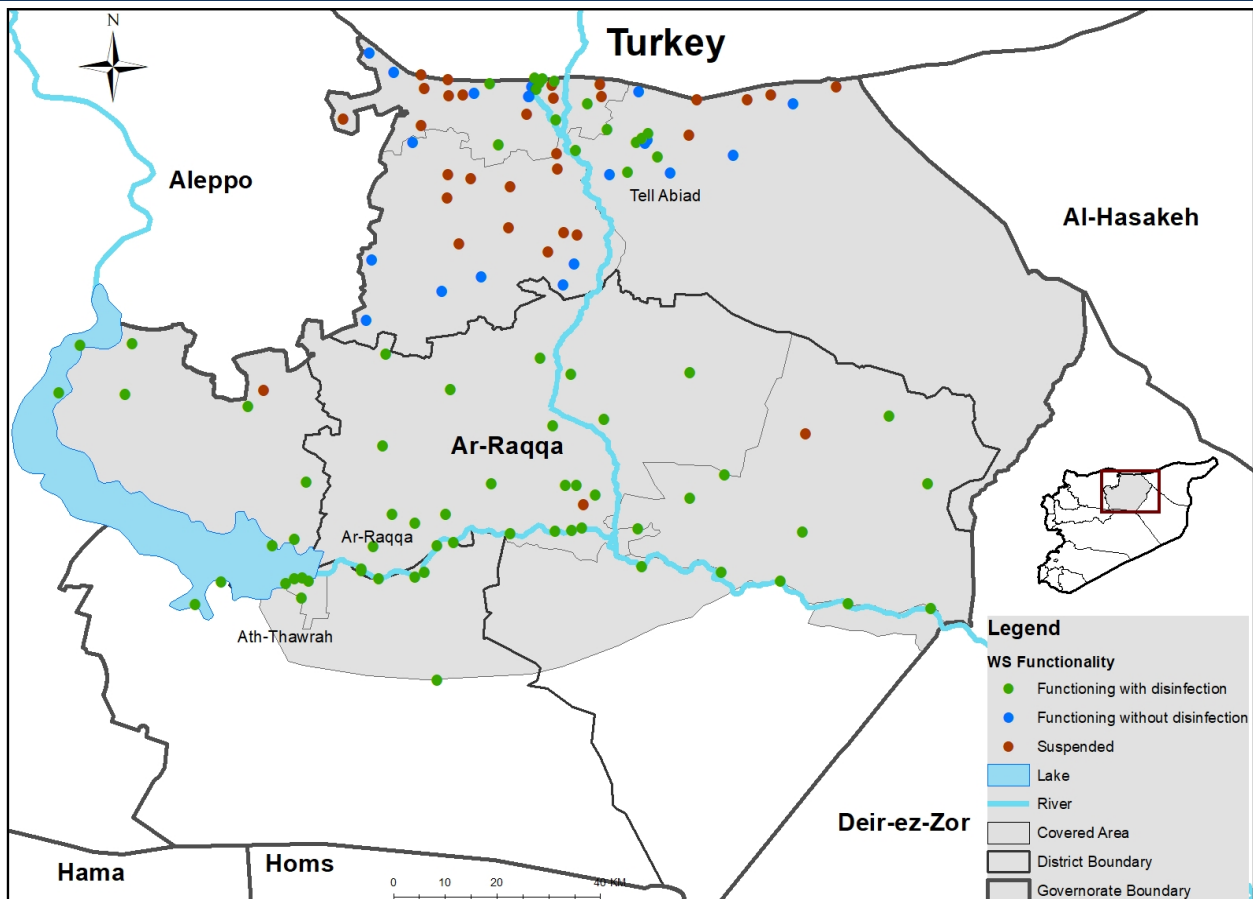 N
Turkey
Aleppo
Tell Abiad
Al-Hasakeh
Ar-Raqqa
Ar-Raqqa
Ath-Thawrah
Deir-ez-Zor
Hama
Homs
0 10 20 40 KM
Legend
WS Functionality
Functioning with disinfection
Functioning without disinfection
Suspended
Lake
River
Covered Area
District Boundary
Governorate Boundary